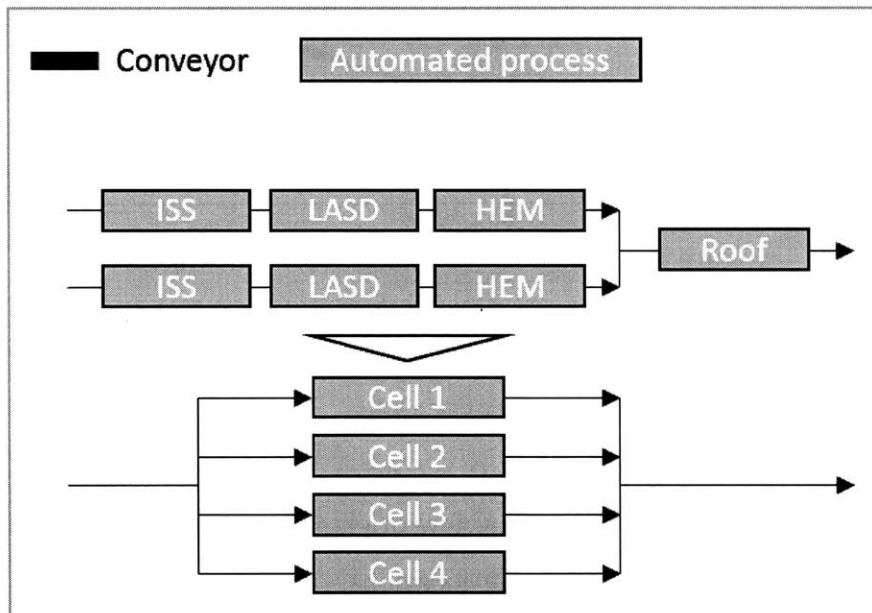 Conveyor
Automated process
ISS
LASD
HEM
Roof
ISS
LASD
HEM
Cell 1
Cell 2
Cell 3
Cell 4